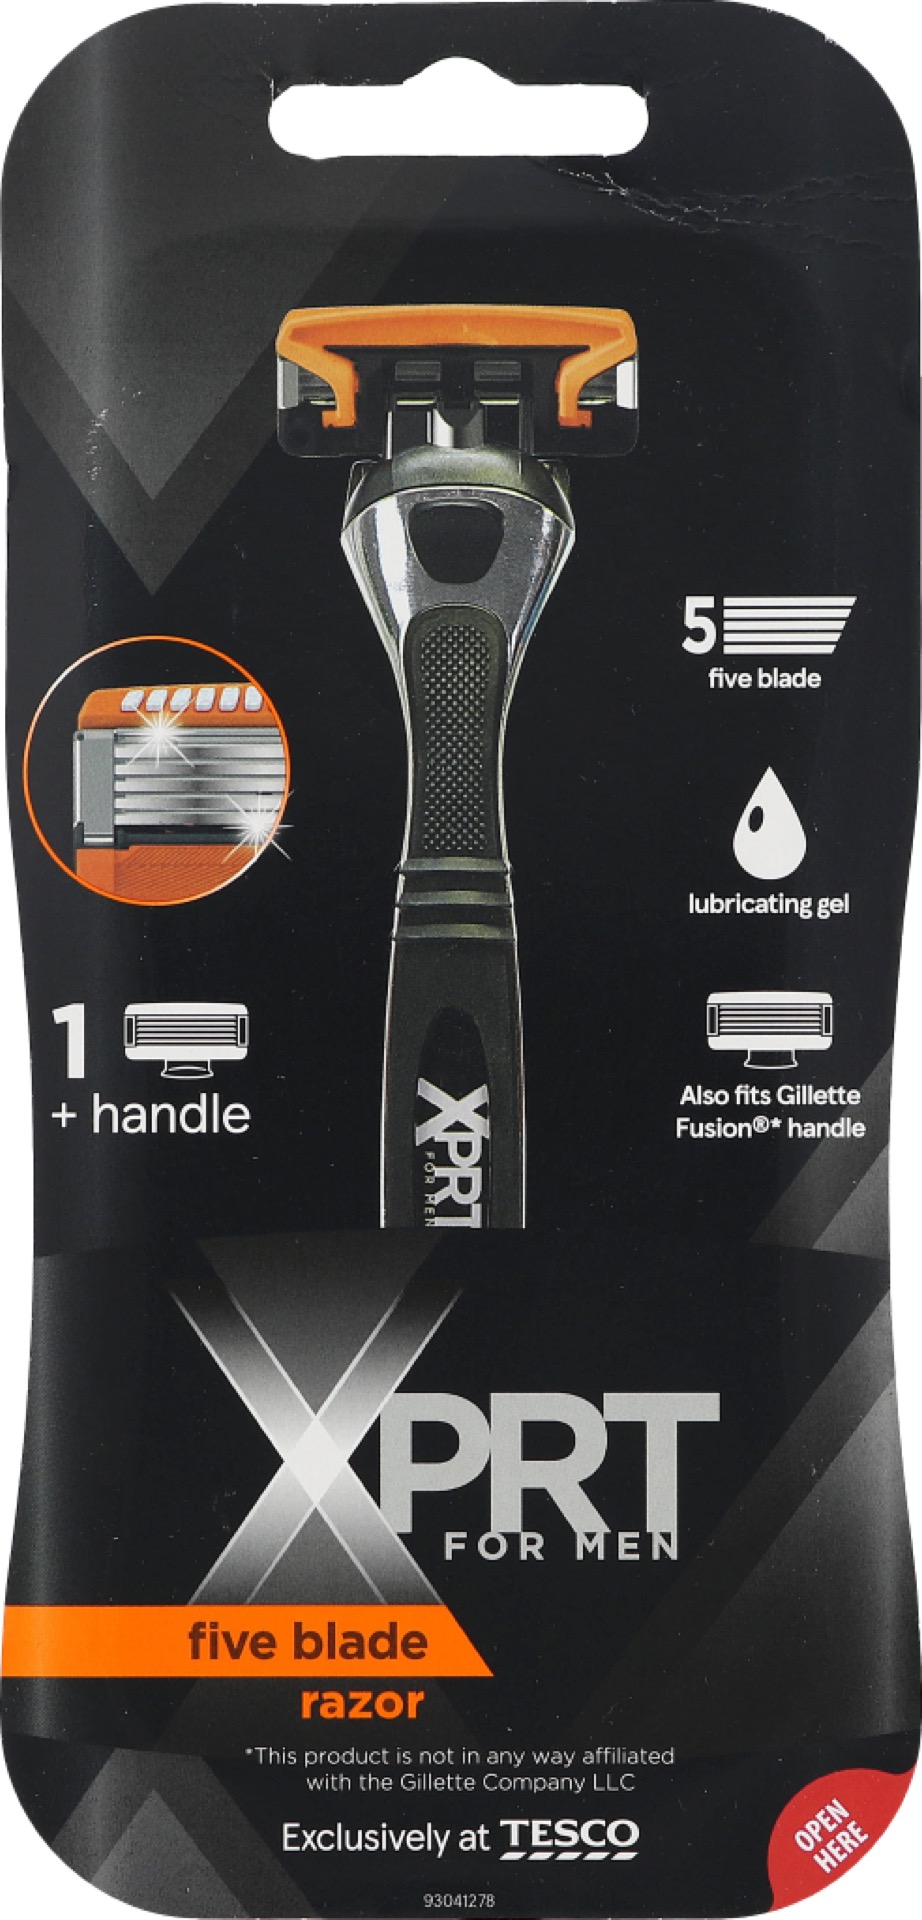 5
five blade
lubricating gel
1
+ handle
Also fits Gillette
Fusion®* handle
XPRT
FOR MEN
XPRT
FOR MEN
five blade
razor
*This product is not in any way affiliated
with the Gillette Company LLC
Exclusively at TESCO
OPEN
HERE
93041278